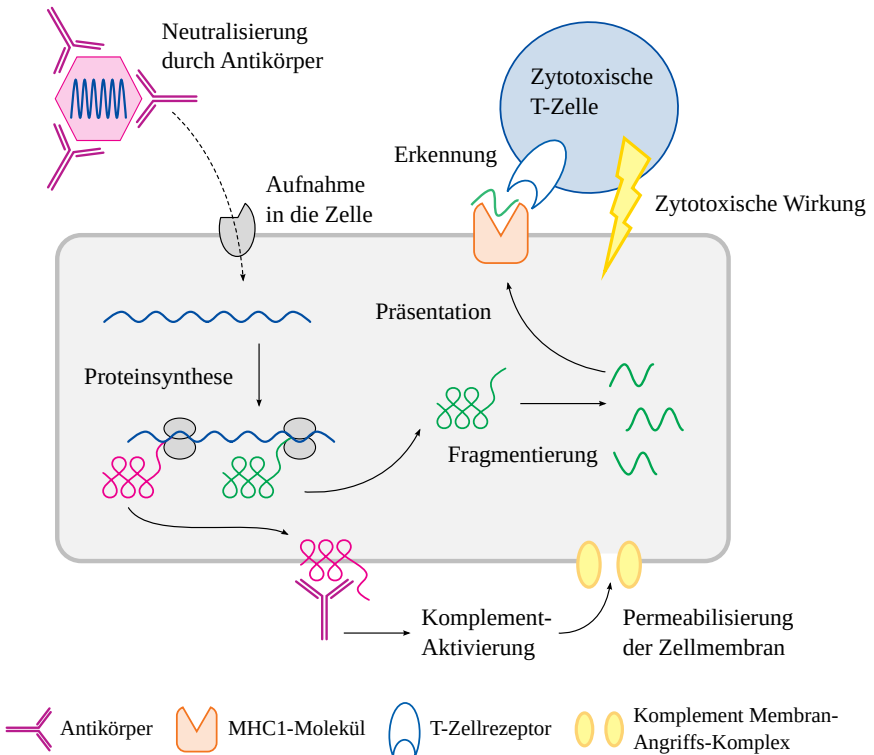 Neutralisierung
durch Antikörper
Zytotoxische
T-Zelle
Erkennung
Aufnahme
in die Zelle
Zytotoxische Wirkung
Präsentation
Proteinsynthese
Fragmentierung
Komplement-
Aktivierung
Permeabilisierung
der Zellmembran
Antikörper
MHC1-Molekül
T-Zellrezeptor
Komplement Membran-
Angriffs-Komplex